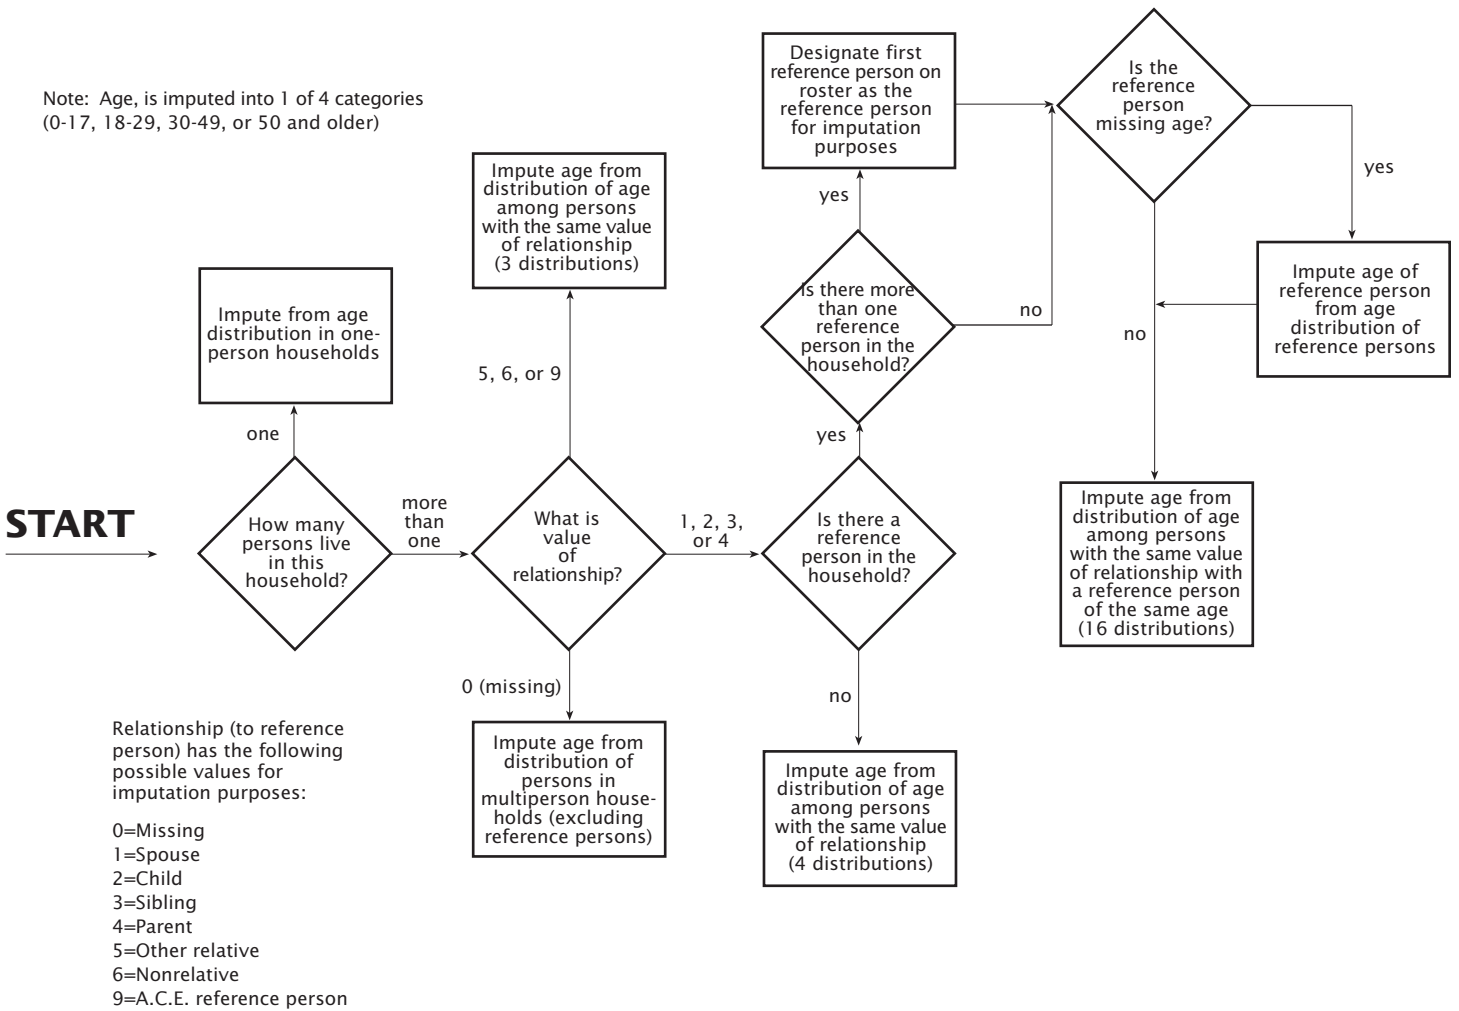 Note: Age, is imputed into 1 of 4 categories
(0-17, 18-29, 30-49, or 50 and older)
START
How many
persons live
in this
household?
one
Impute from age
distribution in one-
person households
more
than
one
What is
value
of
relationship?
5, 6, or 9
Impute age from
distribution of age
among persons
with the same value
of relationship
(3 distributions)
0 (missing)
Impute age from
distribution of
persons in
multiperson house-
holds (excluding
reference persons)
1, 2, 3,
or 4
Is there a
reference
person in the
household?
no
Impute age from
distribution of age
among persons
with the same value
of relationship
(4 distributions)
yes
Is there more
than one
reference
person in the
household?
yes
Designate first
reference person on
roster as the
reference person
for imputation
purposes
no
Is the
reference
person
missing age?
yes
Impute age of
reference person
from age
distribution of
reference persons
no
Impute age from
distribution of age
among persons
with the same value
of relationship with
a reference person
of the same age
(16 distributions)
Relationship (to reference
person) has the following
possible values for
imputation purposes:
0=Missing
1=Spouse
2=Child
3=Sibling
4=Parent
5=Other relative
6=Nonrelative
9=A.C.E. reference person